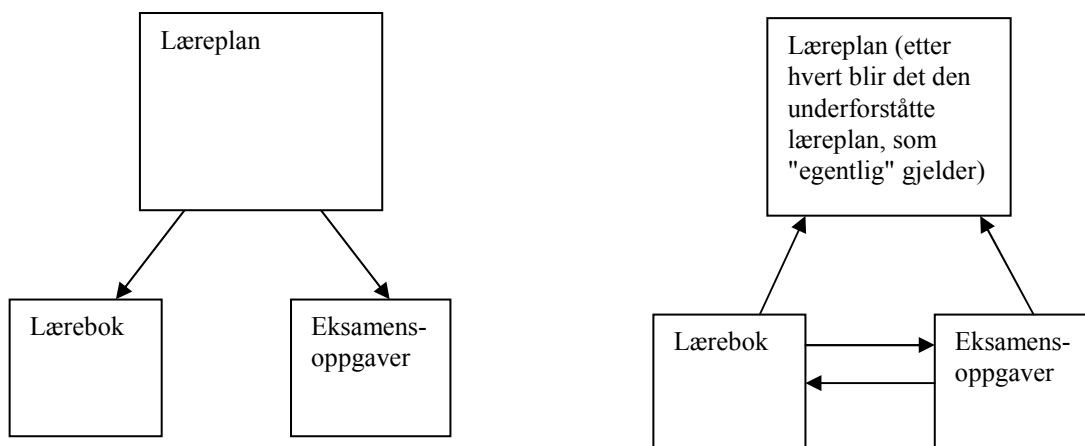 Læreplan
Lærebok
Eksamens-
oppgaver
Læreplan (etter
hvert blir det den
underforståtte
læreplan, som
"egentlig" gjelder)
Lærebok
Eksamens-
oppgaver